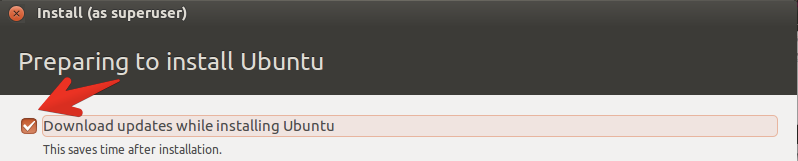 Install (as superuser)
Preparing to install Ubuntu
Download updates while installing Ubuntu
This saves time after installation.